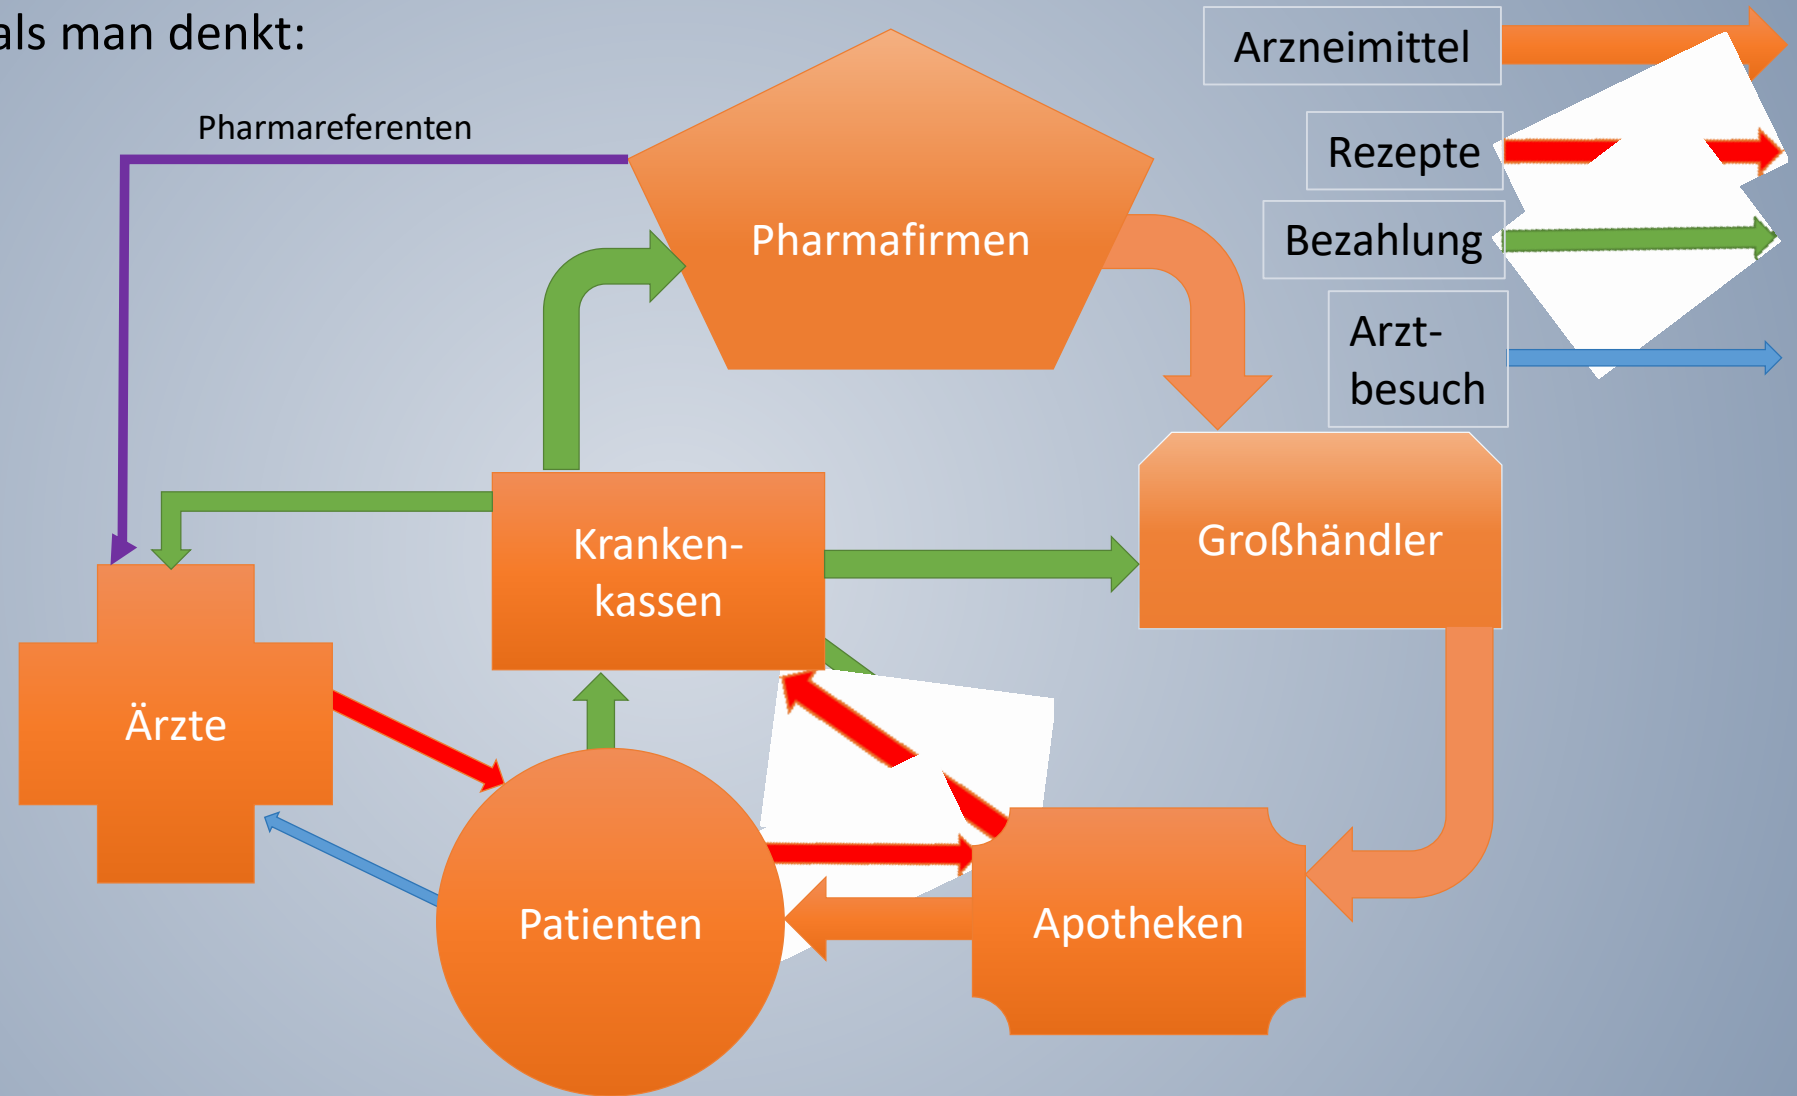 als man denkt:
Arzneimittel
Pharmareferenten
Rezepte
Pharmafirmen
Bezahlung
Arzt-
besuch
Kranken-
kassen
Großhändler
Ärzte
Patienten
Apotheken